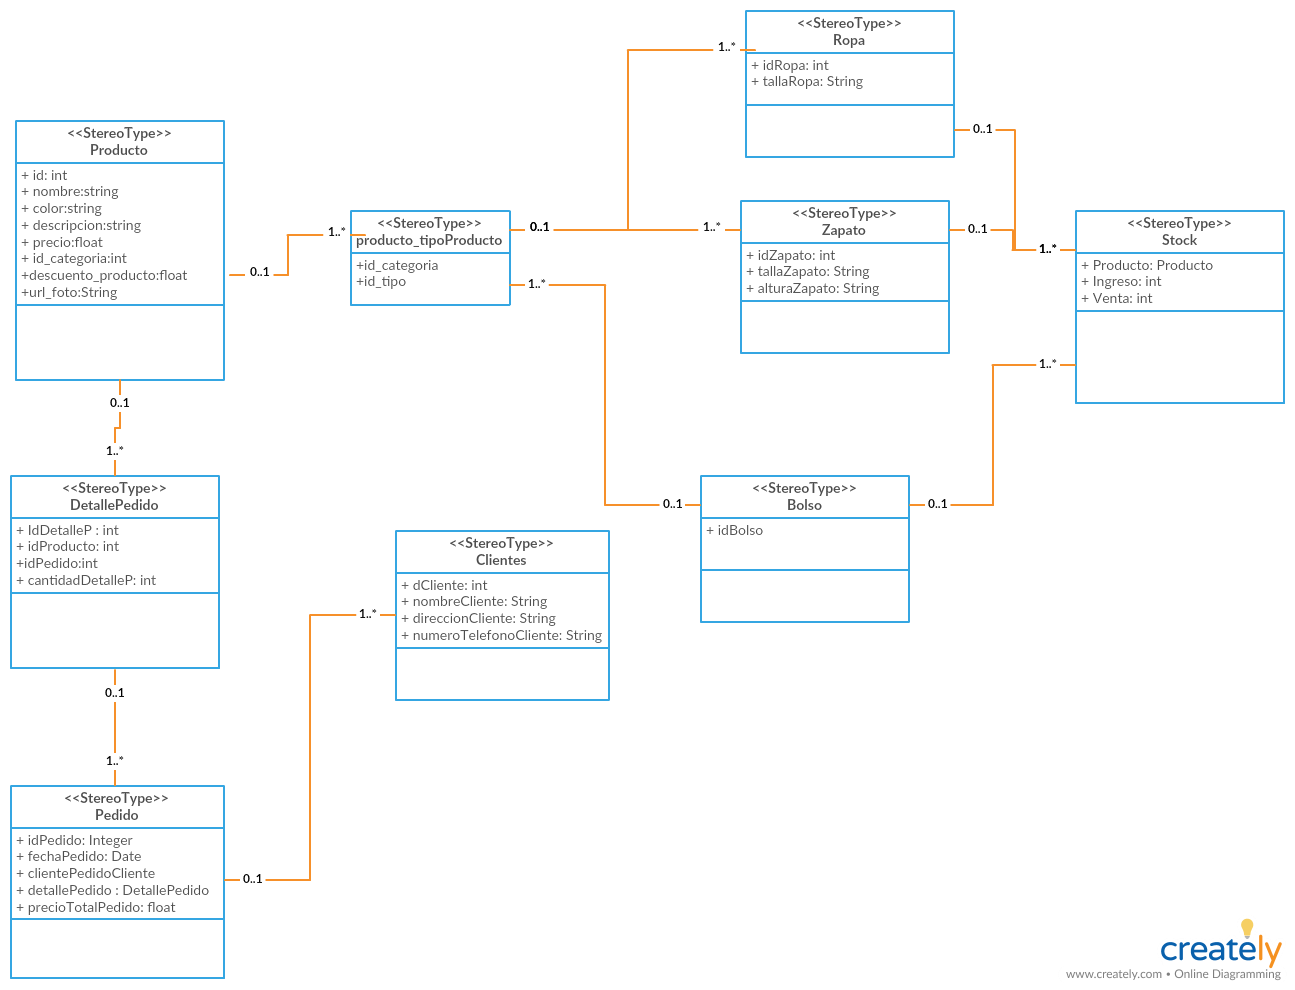 <<StereoType>>
Ropa
+ idRopa: int
+ tallaRopa: String
1..*
0..1
<<StereoType>>
Producto
+ id: int
+ nombre:string
+ color:string
+ descripcion:string
+ precio:float
+ id_categoria:int
+descuento_producto:float
+url_foto:String
0..1
1..*
<<StereoType>>
producto_tipoProducto
+id_categoria
+id_tipo
0..1
1..*
1..*
<<StereoType>>
Zapato
+ idZapato: int
+ tallaZapato: String
+ alturaZapato: String
0..1
1..*
<<StereoType>>
Stock
+ Producto: Producto
+ Ingreso: int
+ Venta: int
1..*
0..1
1..*
<<StereoType>>
DetallePedido
+ IdDetalleP : int
+ idProducto: int
+idPedido:int
+ cantidadDetalleP: int
0..1
<<StereoType>>
Bolso
+ idBolso
0..1
<<StereoType>>
Clientes
+ dCliente: int
+ nombreCliente: String
+ direccionCliente: String
+ numeroTelefonoCliente: String
1..*
0..1
1..*
<<StereoType>>
Pedido
+ idPedido: Integer
+ fechaPedido: Date
+ clientePedidoCliente
+ detallePedido : DetallePedido
+ precioTotalPedido: float
0..1
creately
www.creately.com • Online Diagramming